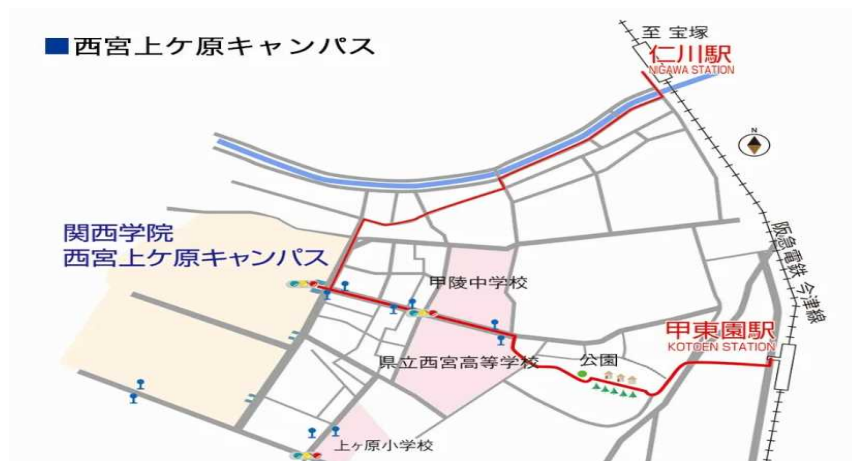 西宮上ケ原キャンパス
至 宝塚
仁川駅
NIGAWA STATION
N
関西学院
西宮上ケ原キャンパス
阪急電鉄 今津線
甲陵中学校
甲東園駅
KOTOEN STATION
県立西宮高等学校
公園
上ヶ原小学校